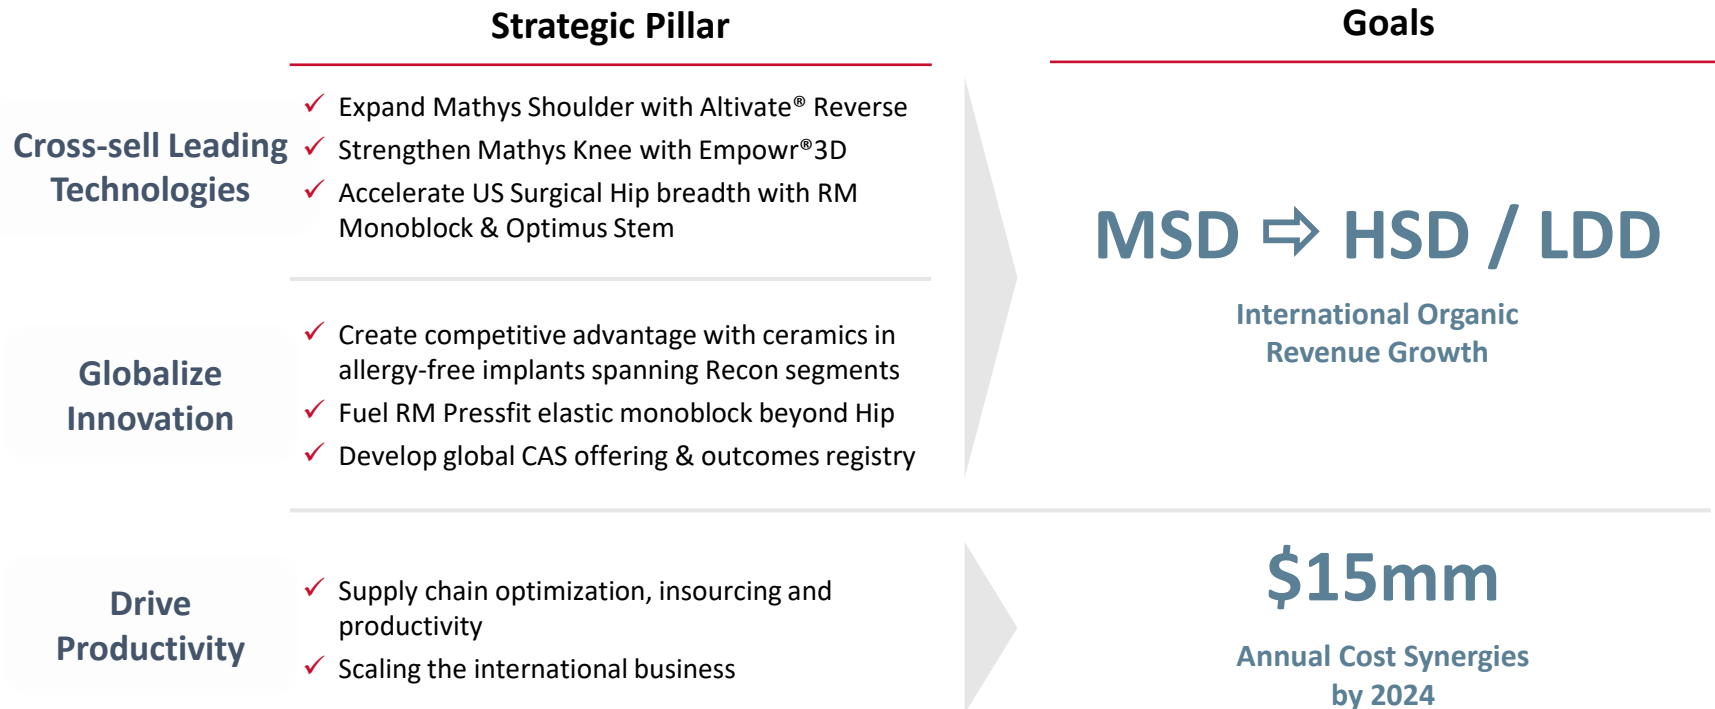 Strategic Pillar
Goals
Cross-sell Leading
Technologies
✓ Expand Mathys Shoulder with Altivate® Reverse
✓ Strengthen Mathys Knee with Empowr®3D
✓ Accelerate US Surgical Hip breadth with RM
Monoblock & Optimus Stem
MSD ⇨ HSD / LDD
International Organic
Revenue Growth
Globalize
Innovation
✓ Create competitive advantage with ceramics in
allergy-free implants spanning Recon segments
✓ Fuel RM Pressfit elastic monoblock beyond Hip
✓ Develop global CAS offering & outcomes registry
Drive
Productivity
✓ Supply chain optimization, insourcing and
productivity
✓ Scaling the international business
$15mm
Annual Cost Synergies
by 2024